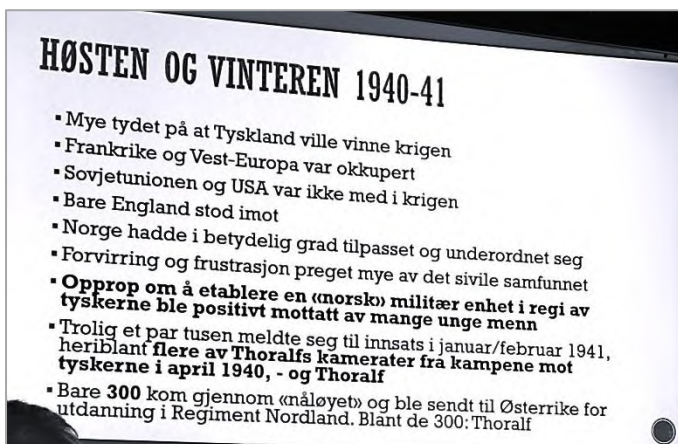 HØSTEN OG VINTEREN 1940-41
▪ Mye tydet på at Tyskland ville vinne krigen
▪ Frankrike og Vest-Europa var okkupert
▪ Sovjetunionen og USA var ikke med i krigen
▪ Bare England stod imot
▪ Norge hadde i betydelig grad tilpasset og underordnet seg
▪ Forvirring og frustrasjon preget mye av det sivile samfunnet
▪ Opprop om å etablere en «norsk» militær enhet i regi av
tyskerne ble positivt mottatt av mange unge menn
▪ Trolig et par tusen meldte seg til innsats i januar/februar 1941,
heriblant flere av Thoralfs kamerater fra kampene mot
tyskerne i april 1940, - og Thoralf
▪ Bare 300 kom gjennom «nåløyet» og ble sendt til Østerrike for
utdanning i Regiment Nordland. Blant de 300: Thoralf